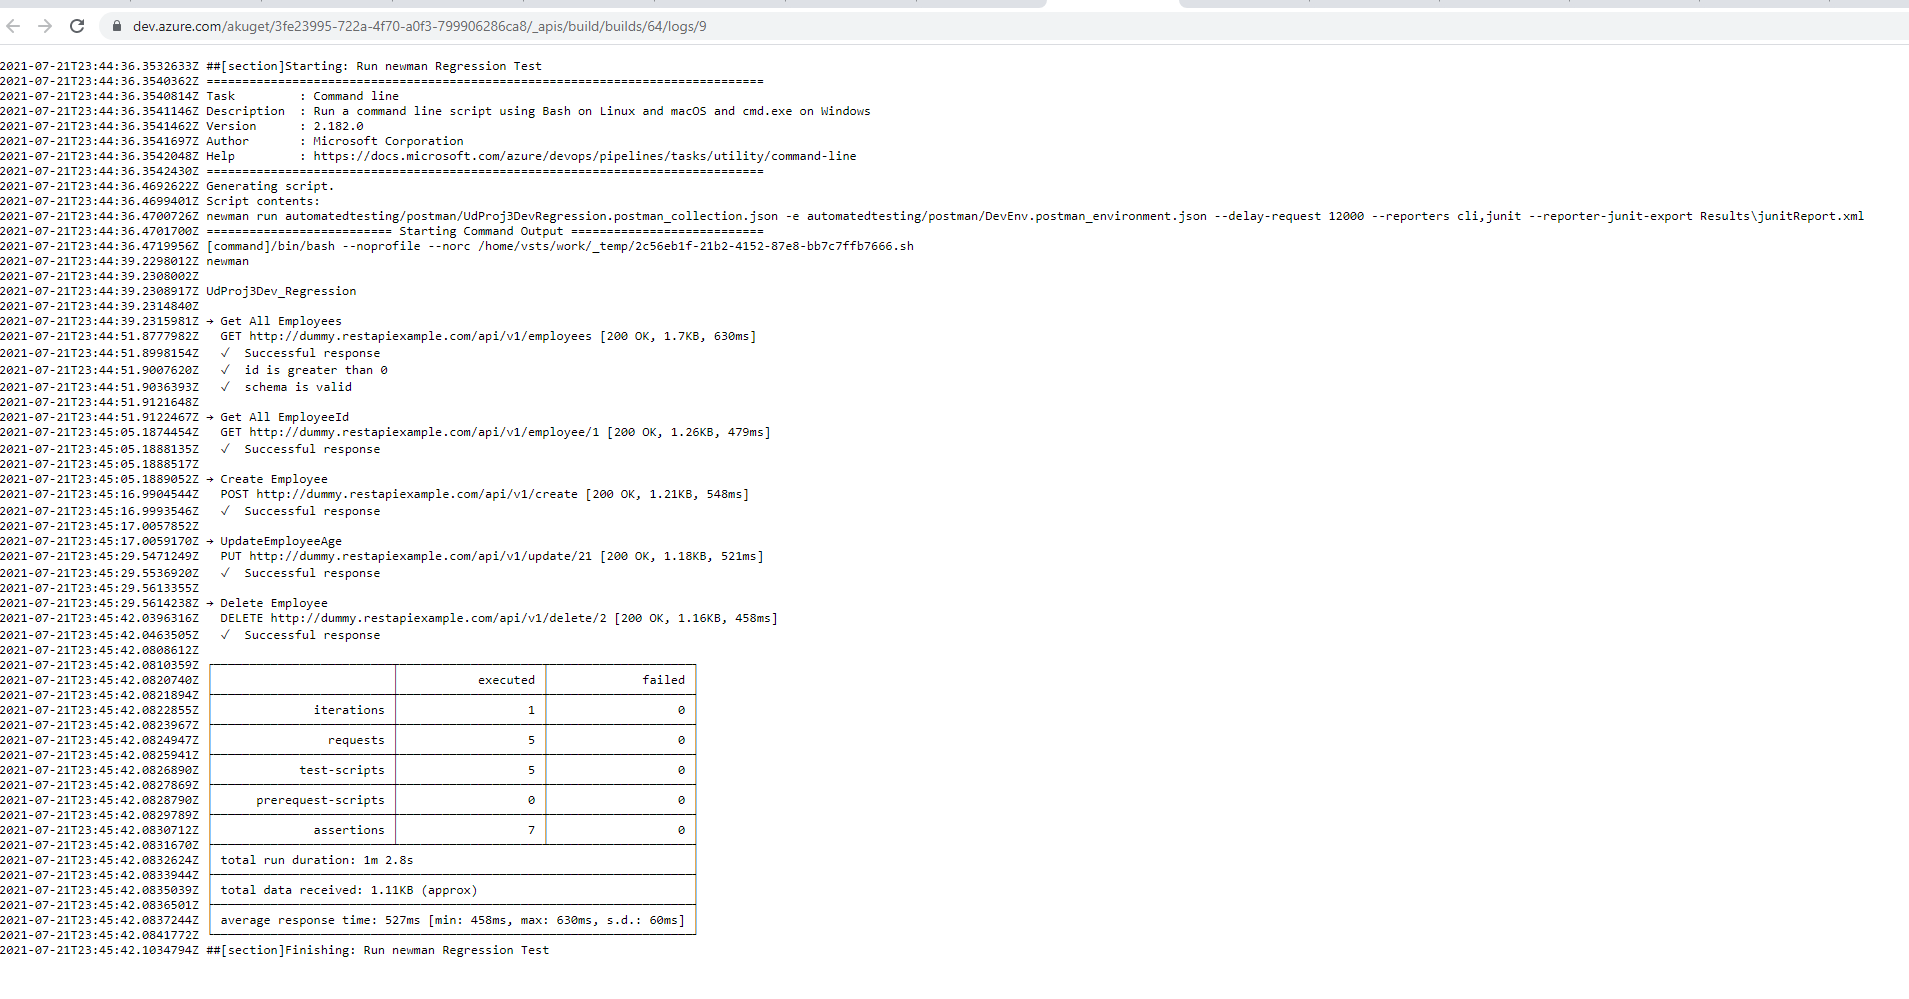 dev.azure.com/akuget/3fe23995-722a-4f70-a0f3-799906286ca8/_apis/build/builds/64/logs/9
2021-07-21T23:44:36.3532633Z ##[section]Starting: Run newman Regression Test
2021-07-21T23:44:36.3540362Z ==============================================================================
2021-07-21T23:44:36.3540814Z Task         : Command line
2021-07-21T23:44:36.3541146Z Description  : Run a command line script using Bash on Linux and macOS and cmd.exe on Windows
2021-07-21T23:44:36.3541462Z Version      : 2.182.0
2021-07-21T23:44:36.3541697Z Author       : Microsoft Corporation
2021-07-21T23:44:36.3542048Z Help         : https://docs.microsoft.com/azure/devops/pipelines/tasks/utility/command-line
2021-07-21T23:44:36.3542430Z ==============================================================================
2021-07-21T23:44:36.4692622Z Generating script.
2021-07-21T23:44:36.4699401Z Script contents:
2021-07-21T23:44:36.4700726Z newman run automatedtesting/postman/UdProj3DevRegression.postman_collection.json -e automatedtesting/postman/DevEnv.postman_environment.json --delay-request 12000 --reporters cli,junit --reporter-junit-export Results\junitReport.xml
2021-07-21T23:44:36.4701700Z ========================== Starting Command Output ===========================
2021-07-21T23:44:36.4719956Z [command]/bin/bash --noprofile --norc /home/vsts/work/_temp/2c56eb1f-21b2-4152-87e8-bb7c7ffb7666.sh
2021-07-21T23:44:39.2298012Z newman
2021-07-21T23:44:39.2308002Z
2021-07-21T23:44:39.2308917Z UdProj3Dev_Regression
2021-07-21T23:44:39.2314840Z
2021-07-21T23:44:39.2315981Z → Get All Employees
2021-07-21T23:44:51.8777982Z   GET http://dummy.restapiexample.com/api/v1/employees [200 OK, 1.7KB, 630ms]
2021-07-21T23:44:51.8998154Z   √  Successful response
2021-07-21T23:44:51.9007620Z   √  id is greater than 0
2021-07-21T23:44:51.9036393Z   √  schema is valid
2021-07-21T23:44:51.9121648Z
2021-07-21T23:44:51.9122467Z → Get All EmployeeId
2021-07-21T23:45:05.1874454Z   GET http://dummy.restapiexample.com/api/v1/employee/1 [200 OK, 1.26KB, 479ms]
2021-07-21T23:45:05.1888135Z   √  Successful response
2021-07-21T23:45:05.1888517Z
2021-07-21T23:45:05.1889052Z → Create Employee
2021-07-21T23:45:16.9904544Z   POST http://dummy.restapiexample.com/api/v1/create [200 OK, 1.21KB, 548ms]
2021-07-21T23:45:16.9993546Z   √  Successful response
2021-07-21T23:45:17.0057852Z
2021-07-21T23:45:17.0059170Z → UpdateEmployeeAge
2021-07-21T23:45:29.5471249Z   PUT http://dummy.restapiexample.com/api/v1/update/21 [200 OK, 1.18KB, 521ms]
2021-07-21T23:45:29.5536920Z   √  Successful response
2021-07-21T23:45:29.5613355Z
2021-07-21T23:45:29.5614238Z → Delete Employee
2021-07-21T23:45:42.0396316Z   DELETE http://dummy.restapiexample.com/api/v1/delete/2 [200 OK, 1.16KB, 458ms]
2021-07-21T23:45:42.0463505Z   √  Successful response
2021-07-21T23:45:42.0808612Z
2021-07-21T23:45:42.0810359Z
2021-07-21T23:45:42.0820740Z executed failed
2021-07-21T23:45:42.0821894Z
2021-07-21T23:45:42.0822855Z iterations 1 0
2021-07-21T23:45:42.0823967Z
2021-07-21T23:45:42.0824947Z requests 5 0
2021-07-21T23:45:42.0825941Z
2021-07-21T23:45:42.0826890Z test-scripts 5 0
2021-07-21T23:45:42.0827869Z
2021-07-21T23:45:42.0828790Z prerequest-scripts 0 0
2021-07-21T23:45:42.0829789Z
2021-07-21T23:45:42.0830712Z assertions 7 0
2021-07-21T23:45:42.0831670Z
2021-07-21T23:45:42.0832624Z total run duration: 1m 2.8s
2021-07-21T23:45:42.0833944Z
2021-07-21T23:45:42.0835039Z total data received: 1.11KB (approx)
2021-07-21T23:45:42.0836501Z
2021-07-21T23:45:42.0837244Z average response time: 527ms [min: 458ms, max: 630ms, s.d.: 60ms]
2021-07-21T23:45:42.0841772Z
2021-07-21T23:45:42.1034794Z ##[section]Finishing: Run newman Regression Test